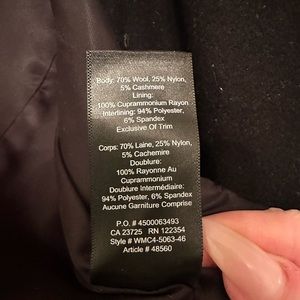 Body: 70% Wool, 25% Nylon,
5% Cashmere
Lining:
100% Cuprammonium Rayon
Interlining: 94% Polyester,
6% Spandex
Exclusive Of Trim
Corps: 70% Laine, 25% Nylon,
5% Cachemire
Doublure:
100% Rayonne Au
Cuprammonium
Doublure Intermédiaire:
94% Polyester, 6% Spandex
Aucune Garniture Comprise
P.O. # 4500063493
CA 23725 RN 122354
Style # WMC4-5063-46
Article # 48560